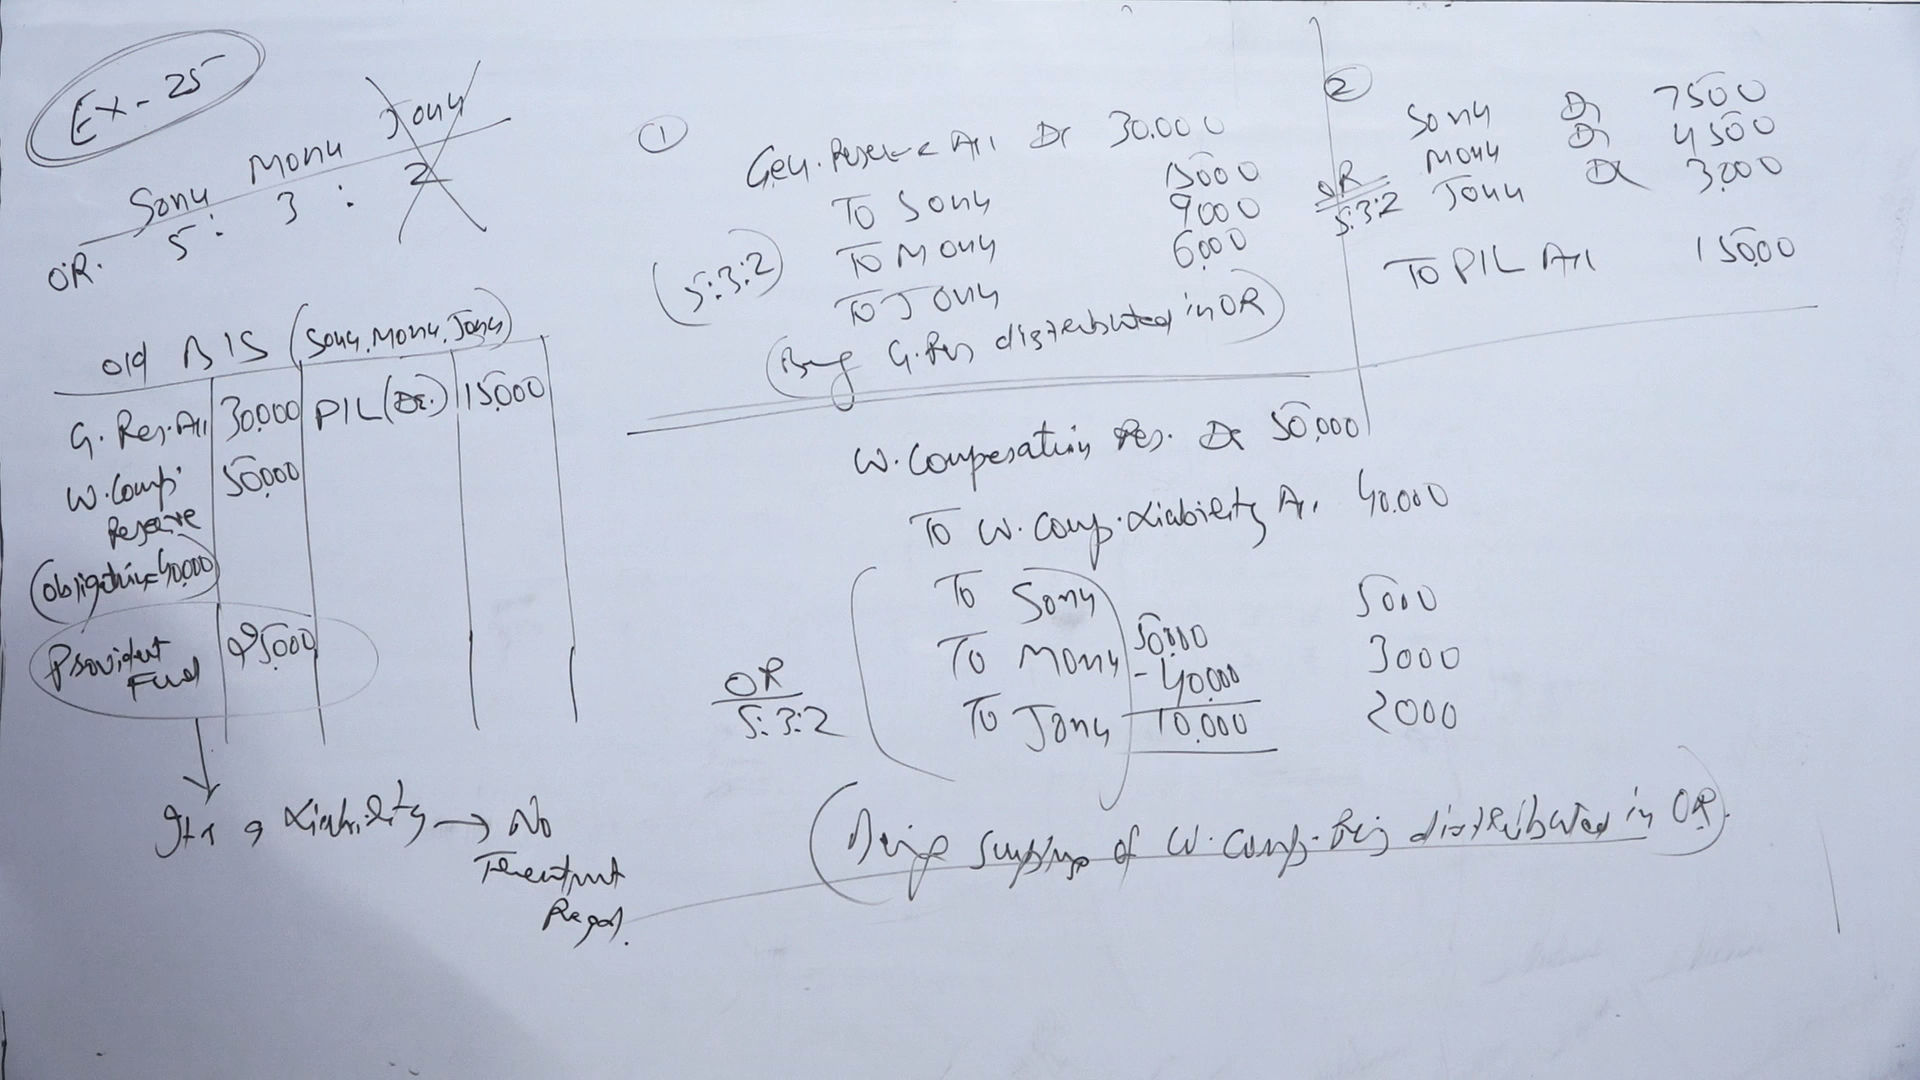 Ex-25
Sony Mony Jony
OR. 5 : 3 : 2
old B/S (Sony, Mony, Jony)
G. Res. A/c 30,000 P/L (Dr.) 15,000
W. Comp. 50,000
Reserve
(obligation 40,000)
Provident
Fund
It is a Liability → No
Treatment
Reqd.
①
Gen. Reserve A/c Dr 30,000
To Sony 15000
(5:3:2) To Mony 9000
To Jony 6000
(Being G. Res distributed in OR)
②
Sony Dr 7500
Mony Dr 4500
OR
5:3:2 Jony Dr 3,000
To P/L A/c 15000
W. Compesation Res. Dr 50,000
To W. Comp. Liability A/c 40,000
To Sony 5000
To Mony 50,000 3000
- 40,000
OR
5:3:2 To Jony 10,000 2000
(Being surplus of W. Comp. Res distributed in OR).